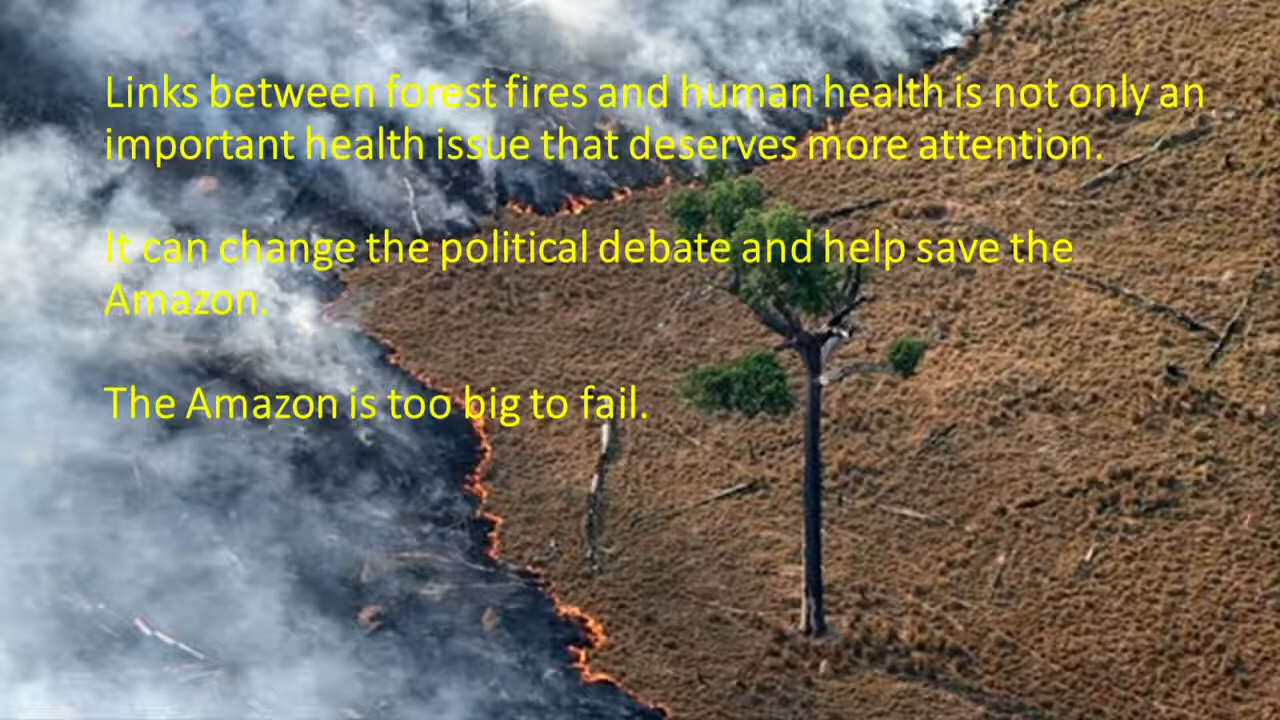 Links between forest fires and human health is not only an
important health issue that deserves more attention.
It can change the political debate and help save the
Amazon.
The Amazon is too big to fail.